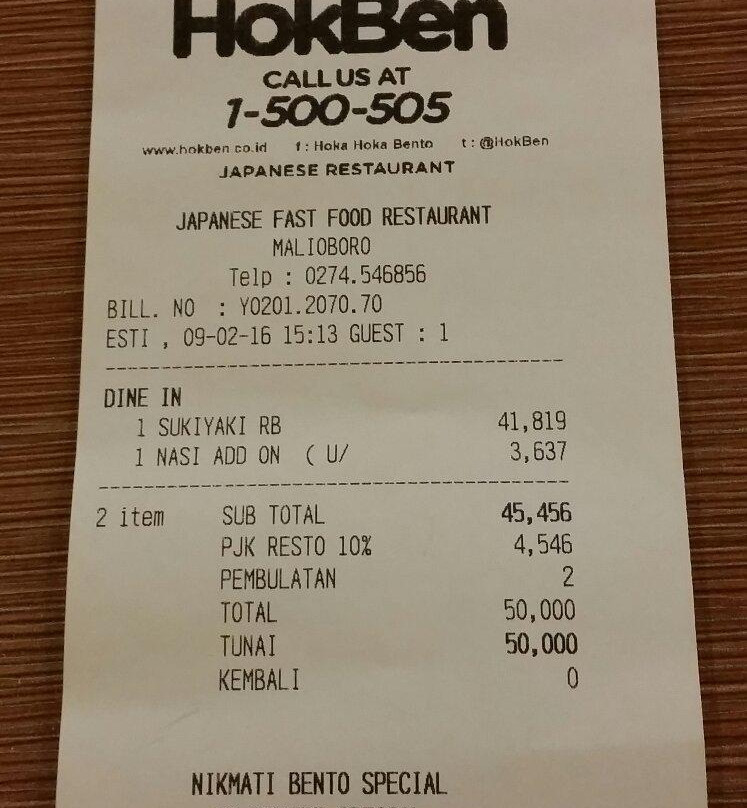 HokBen
CALL US AT
1-500-505
www.hokben.co.id f : Hoka Hoka Bento t : @HokBen
JAPANESE RESTAURANT
JAPANESE FAST FOOD RESTAURANT
MALIOBORO
Telp : 0274.546856
BILL. NO : Y0201.2070.70
ESTI , 09-02-16 15:13 GUEST : 1
DINE IN
1 SUKIYAKI RB 41,819
1 NASI ADD ON ( U/ 3,637
2 item SUB TOTAL 45,456
PJK RESTO 10% 4,546
PEMBULATAN 2
TOTAL 50,000
TUNAI 50,000
KEMBALI 0
NIKMATI BENTO SPECIAL